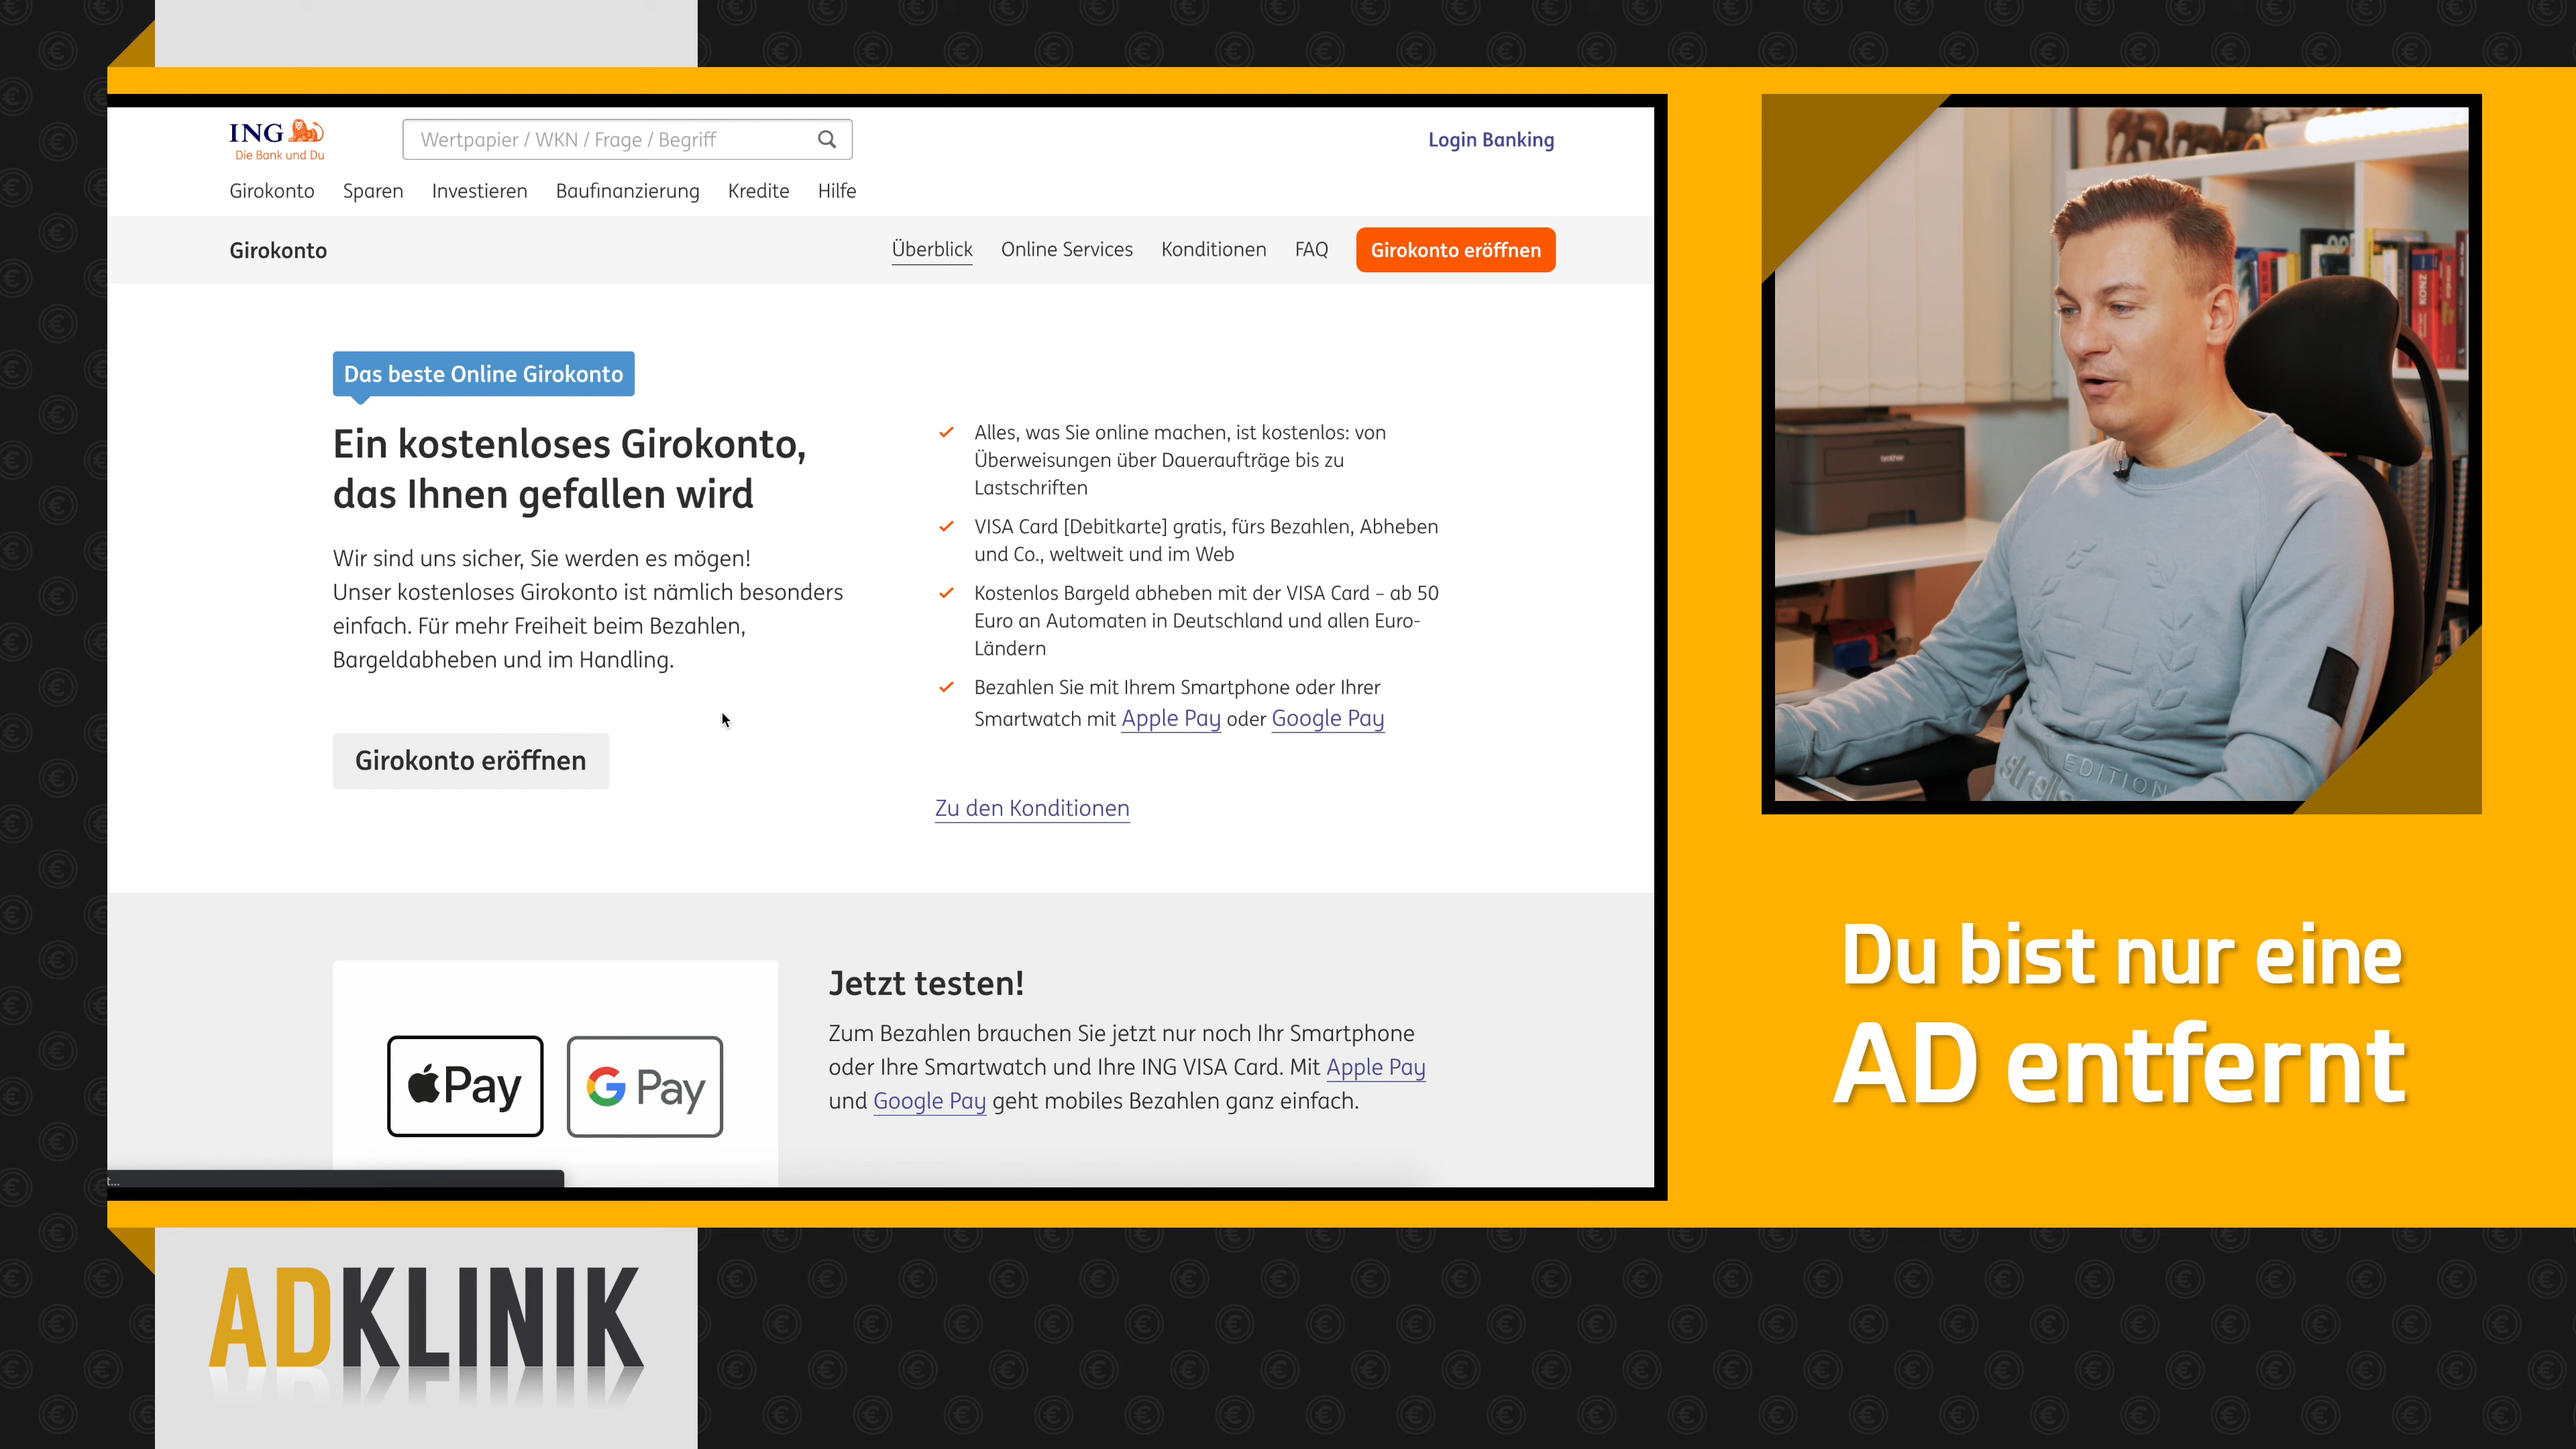 ING
Die Bank und Du
Wertpapier / WKN / Frage / Begriff
Login Banking
Girokonto Sparen Investieren Baufinanzierung Kredite Hilfe
Girokonto
Überblick Online Services Konditionen FAQ Girokonto eröffnen
Das beste Online Girokonto
Ein kostenloses Girokonto,
das Ihnen gefallen wird
Wir sind uns sicher, Sie werden es mögen!
Unser kostenloses Girokonto ist nämlich besonders
einfach. Für mehr Freiheit beim Bezahlen,
Bargeldabheben und im Handling.
Girokonto eröffnen
Alles, was Sie online machen, ist kostenlos: von
Überweisungen über Daueraufträge bis zu
Lastschriften
VISA Card [Debitkarte] gratis, fürs Bezahlen, Abheben
und Co., weltweit und im Web
Kostenlos Bargeld abheben mit der VISA Card – ab 50
Euro an Automaten in Deutschland und allen Euro-
Ländern
Bezahlen Sie mit Ihrem Smartphone oder Ihrer
Smartwatch mit Apple Pay oder Google Pay
Zu den Konditionen
Pay
G Pay
Jetzt testen!
Zum Bezahlen brauchen Sie jetzt nur noch Ihr Smartphone
oder Ihre Smartwatch und Ihre ING VISA Card. Mit Apple Pay
und Google Pay geht mobiles Bezahlen ganz einfach.
t...
brother
EDITION
Du bist nur eine
AD entfernt
ADKLINIK